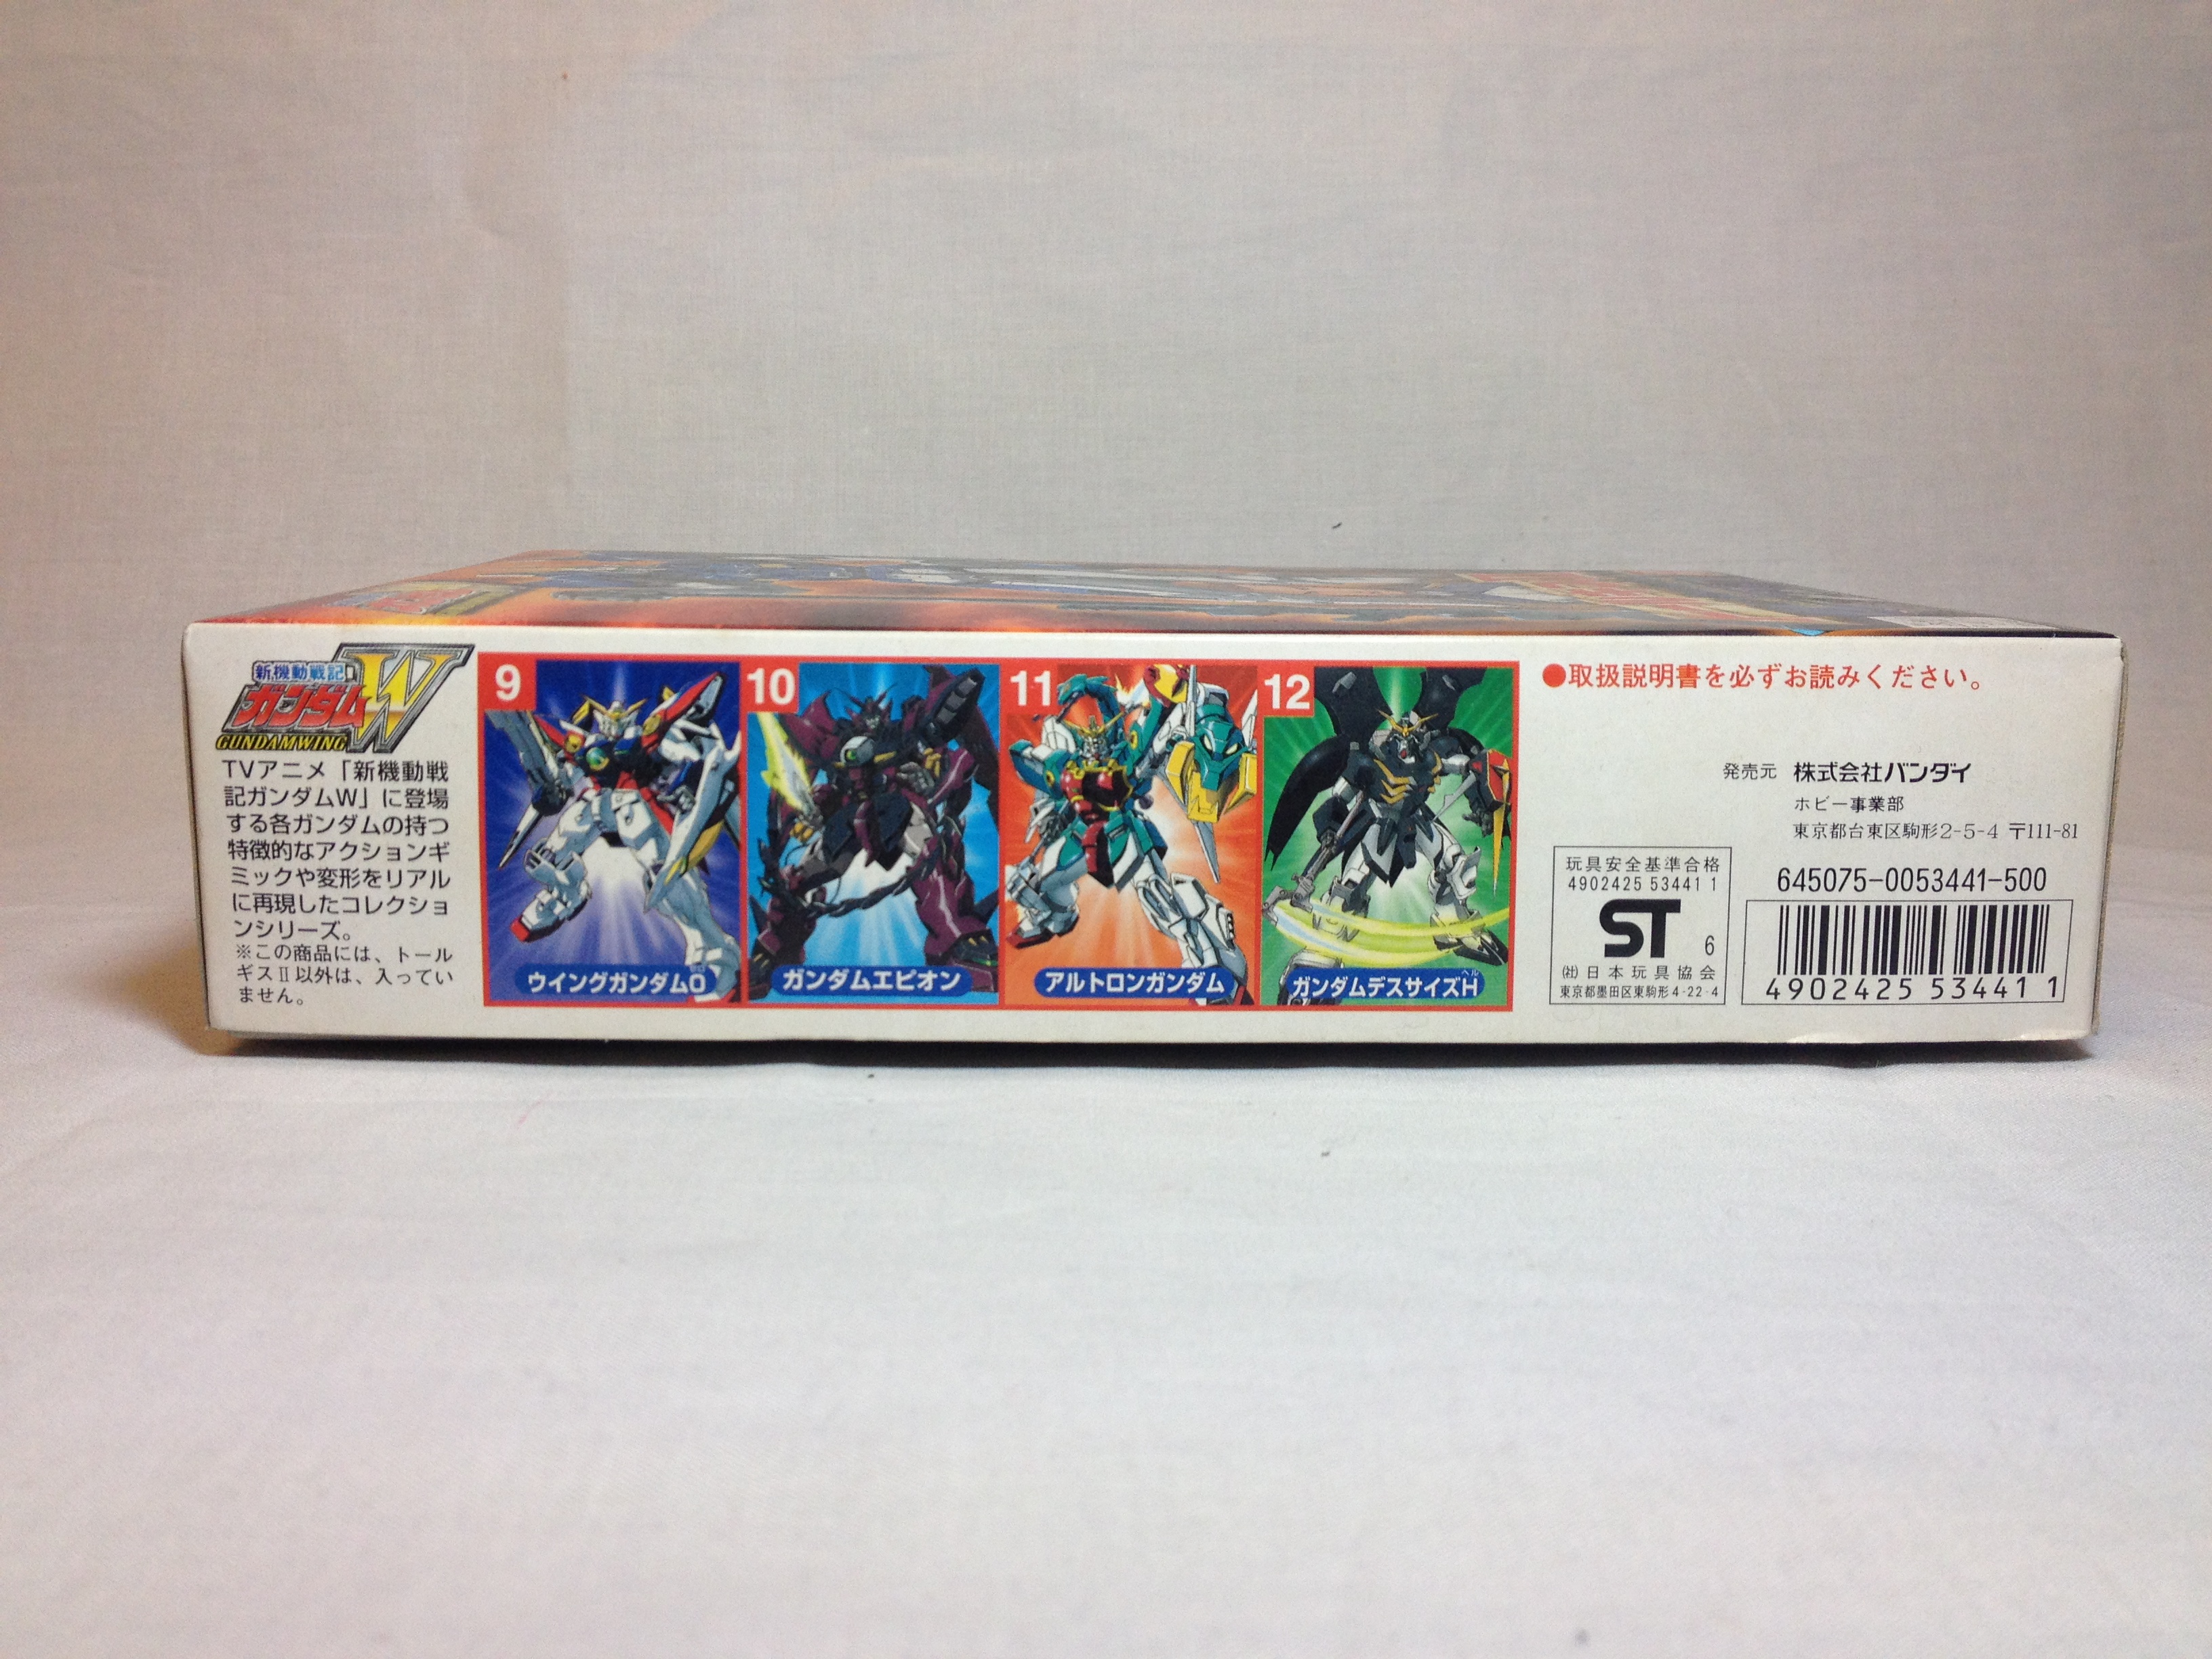 新機動戦記
ガンダムW
GUNDAMWING
TVアニメ「新機動戦
記ガンダムW」に登場
する各ガンダムの持つ
特徴的なアクションギ
ミックや変形をリアル
に再現したコレクショ
ンシリーズ。
※この商品には、トール
ギスⅡ以外は、入ってい
ません。
9
ウイングガンダム0
10
ガンダムエピオン
11
アルトロンガンダム
12
ヘル
ガンダムデスサイズH
●取扱説明書を必ずお読みください。
発売元 株式会社バンダイ
ホビー事業部
東京都台東区駒形2-5-4 〒111-81
玩具安全基準合格
4902425 53441 1
ST 6
(社)日本玩具協会
東京都墨田区東駒形4-22-4
645075-0053441-500
4902425 53441 1